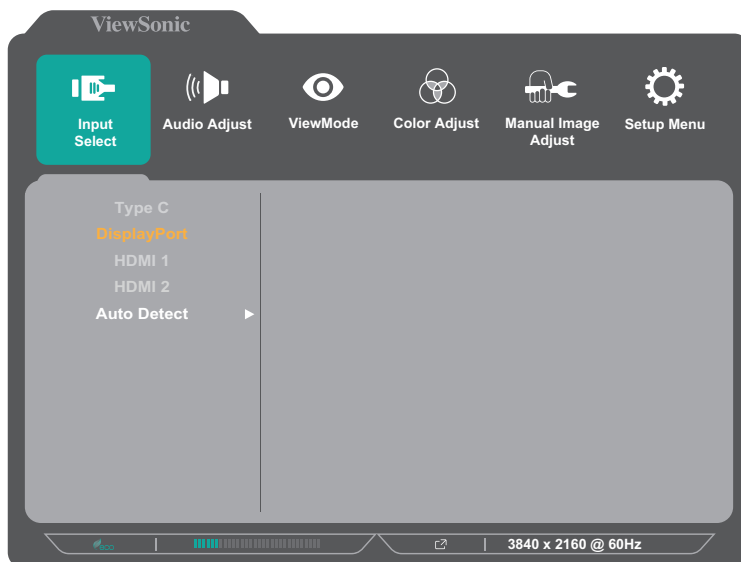 ViewSonic
Input Select
Audio Adjust
ViewMode
Color Adjust
Manual Image Adjust
Setup Menu
Type C
DisplayPort
HDMI 1
HDMI 2
Auto Detect
3840 x 2160 @ 60Hz